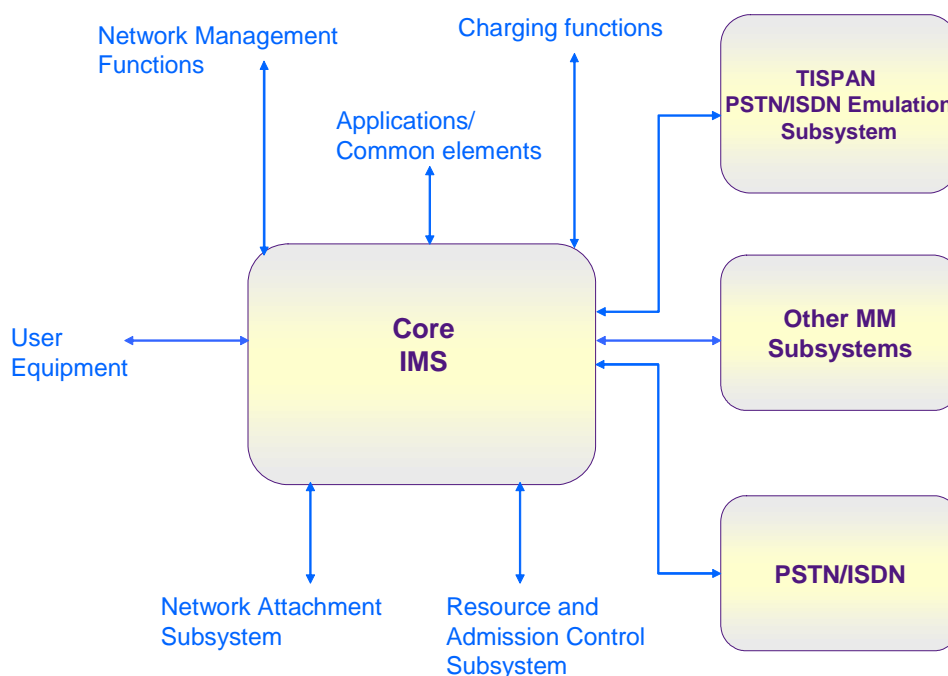 Network Management
Functions
Charging functions
Applications/
Common elements
TISPAN
PSTN/ISDN Emulation
Subsystem
User
Equipment
Core
IMS
Other MM
Subsystems
PSTN/ISDN
Network Attachment
Subsystem
Resource and
Admission Control
Subsystem